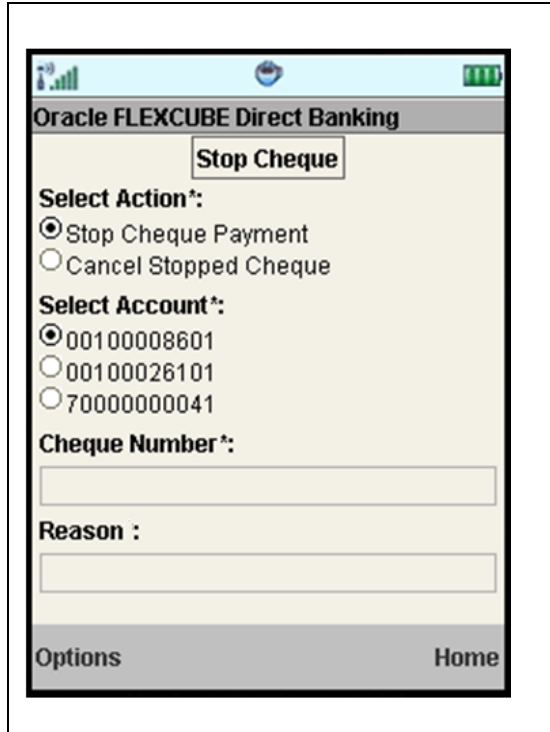 Oracle FLEXCUBE Direct Banking
Stop Cheque
Select Action*:
Stop Cheque Payment
Cancel Stopped Cheque
Select Account*:
00100008601
00100026101
70000000041
Cheque Number*:
Reason :
Options Home